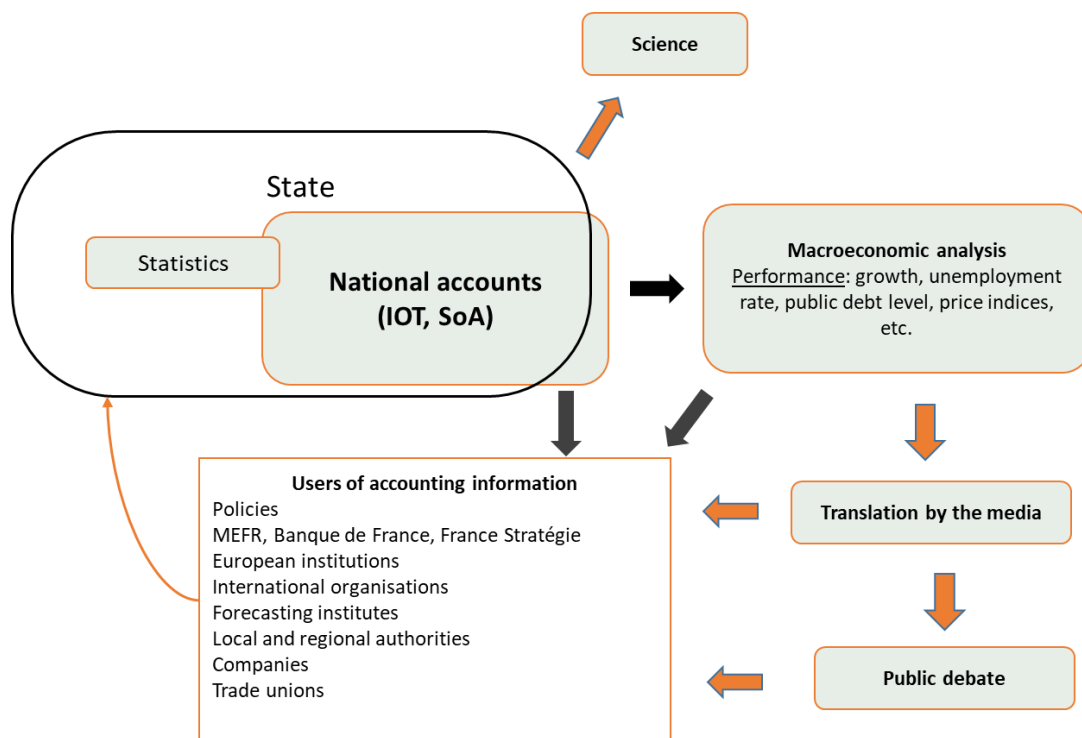 Science
State
Statistics
National accounts
(IOT, SoA)
Macroeconomic analysis
Performance: growth, unemployment
rate, public debt level, price indices,
etc.
Users of accounting information
Policies
MEFR, Banque de France, France Stratégie
European institutions
International organisations
Forecasting institutes
Local and regional authorities
Companies
Trade unions
Translation by the media
Public debate